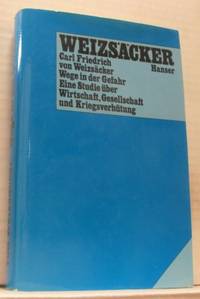 WEIZSÄCKER
Carl Friedrich Hanser
von Weizsäcker
Wege in der Gefahr
Eine Studie über
Wirtschaft, Gesellschaft
und Kriegsverhütung